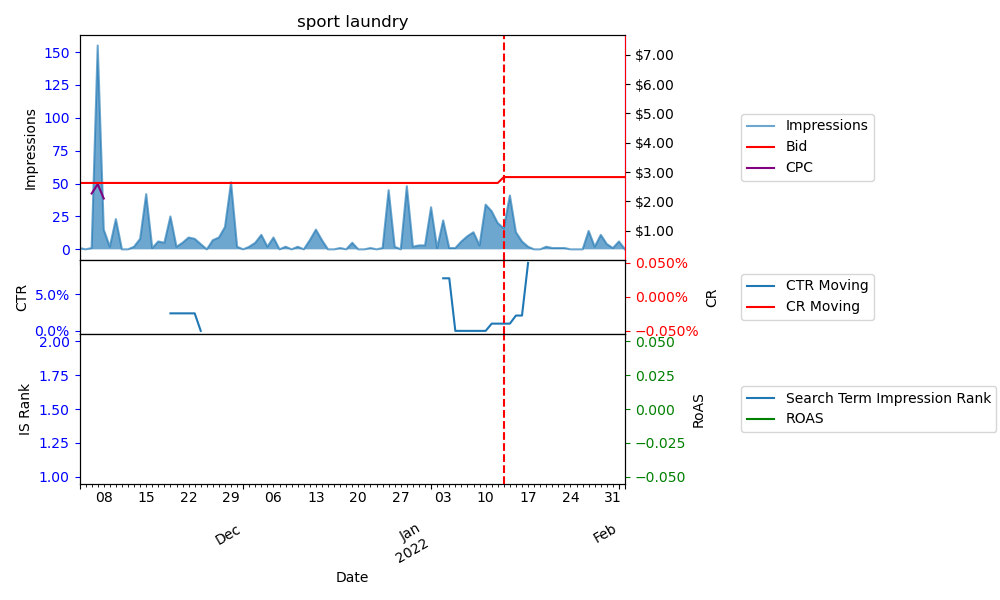 sport laundry
150
125
100
75
50
25
0
Impressions
$7.00
$6.00
$5.00
$4.00
$3.00
$2.00
$1.00
Impressions
Bid
CPC
5.0%
0.0%
CTR
0.050%
0.000%
−0.050%
CR
CTR Moving
CR Moving
2.00
1.75
1.50
1.25
1.00
IS Rank
0.050
0.025
0.000
−0.025
−0.050
RoAS
Search Term Impression Rank
ROAS
08 15 22 29 06 13 20 27 03 10 17 24 31
Dec Jan Feb
2022
Date